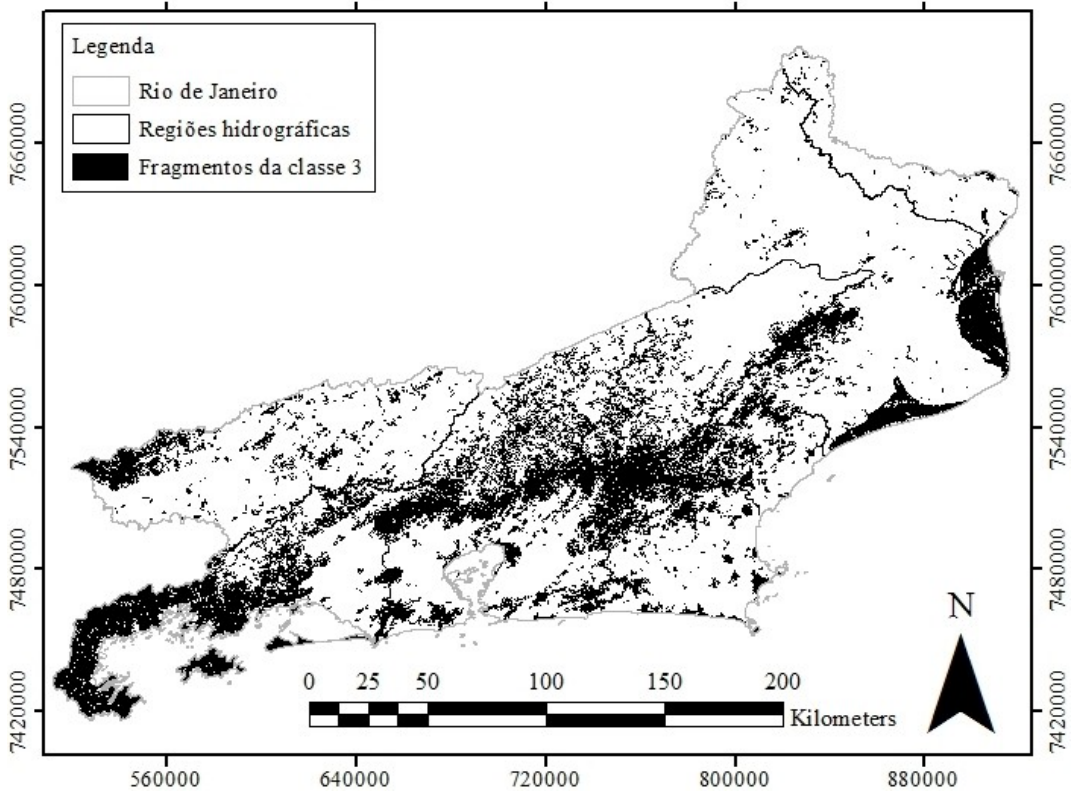 Legenda
Rio de Janeiro
Regiões hidrográficas
Fragmentos da classe 3
7660000
7600000
7540000
7480000
7420000
7660000
7600000
7540000
7480000
7420000
N
0 25 50 100 150 200
Kilometers
560000 640000 720000 800000 880000